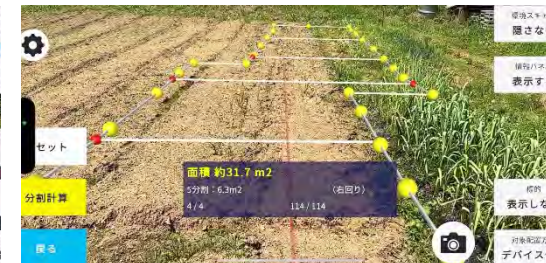 隠さな
表示す
セット
面積 約31.7 m2
5分割：6.3m2 （右回り）
分割計算
4 / 4 114 / 114
標的
表示しな
戻る
デバイス